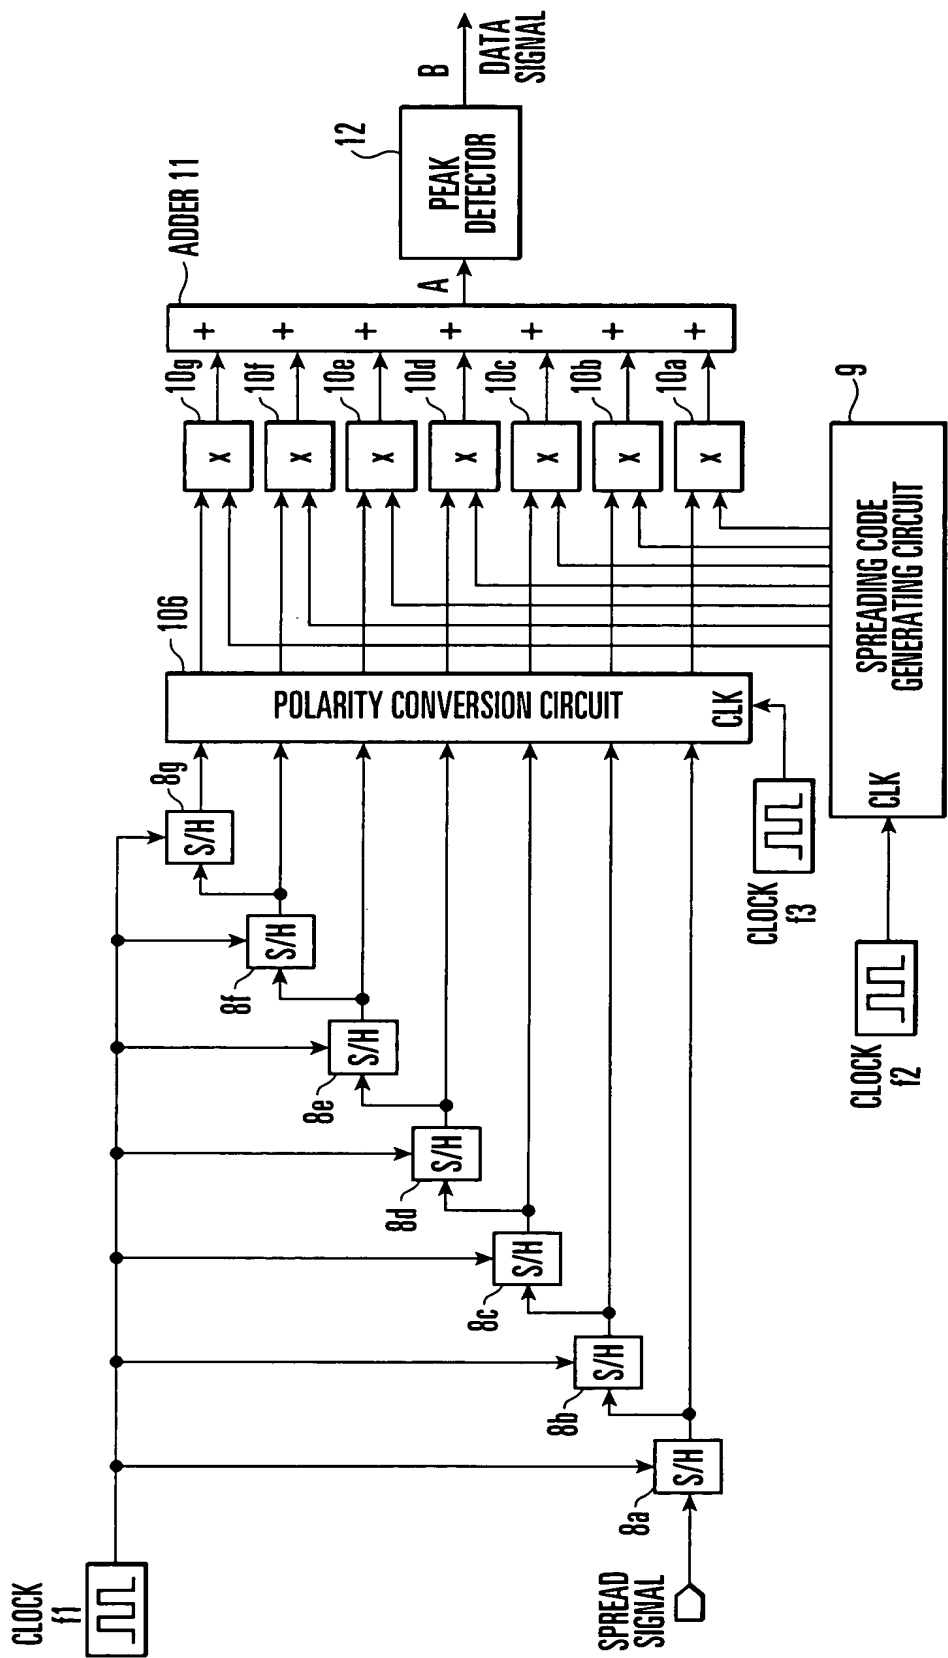 CLOCK
f1
SPREAD
SIGNAL
8a
S/H
8b
S/H
8c
S/H
8d
S/H
8e
S/H
8f
S/H
8g
S/H
106
POLARITY CONVERSION CIRCUIT
CLK
CLOCK
f3
CLOCK
f2
9
SPREADING CODE
GENERATING CIRCUIT
CLK
10g
X
10f
X
10e
X
10d
X
10c
X
10b
X
10a
X
ADDER 11
+
+
+
+
+
+
+
A
12
PEAK
DETECTOR
B
DATA
SIGNAL